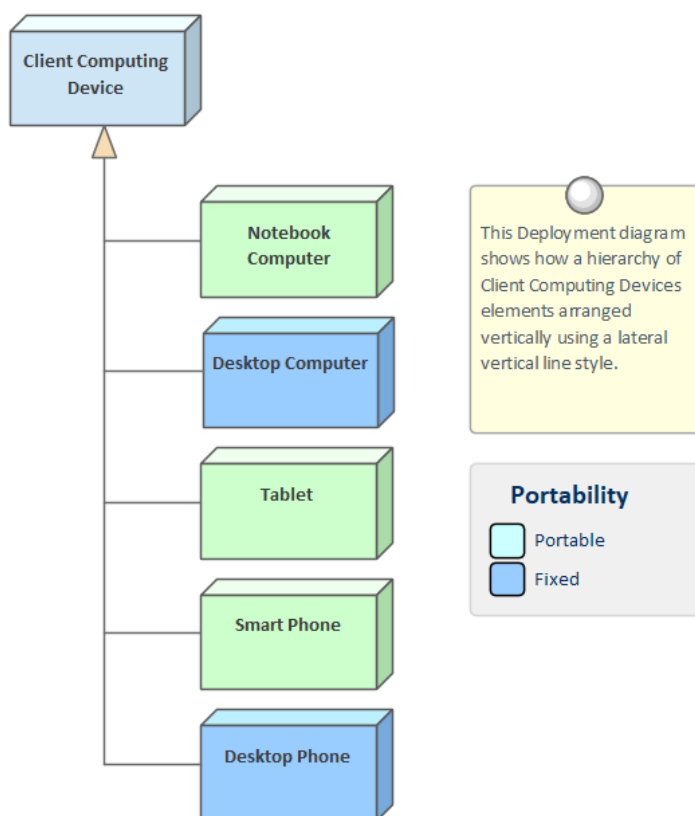 Client Computing
Device
Notebook
Computer
Desktop Computer
Tablet
Smart Phone
Desktop Phone
This Deployment diagram
shows how a hierarchy of
Client Computing Devices
elements arranged
vertically using a lateral
vertical line style.
Portability
Portable
Fixed